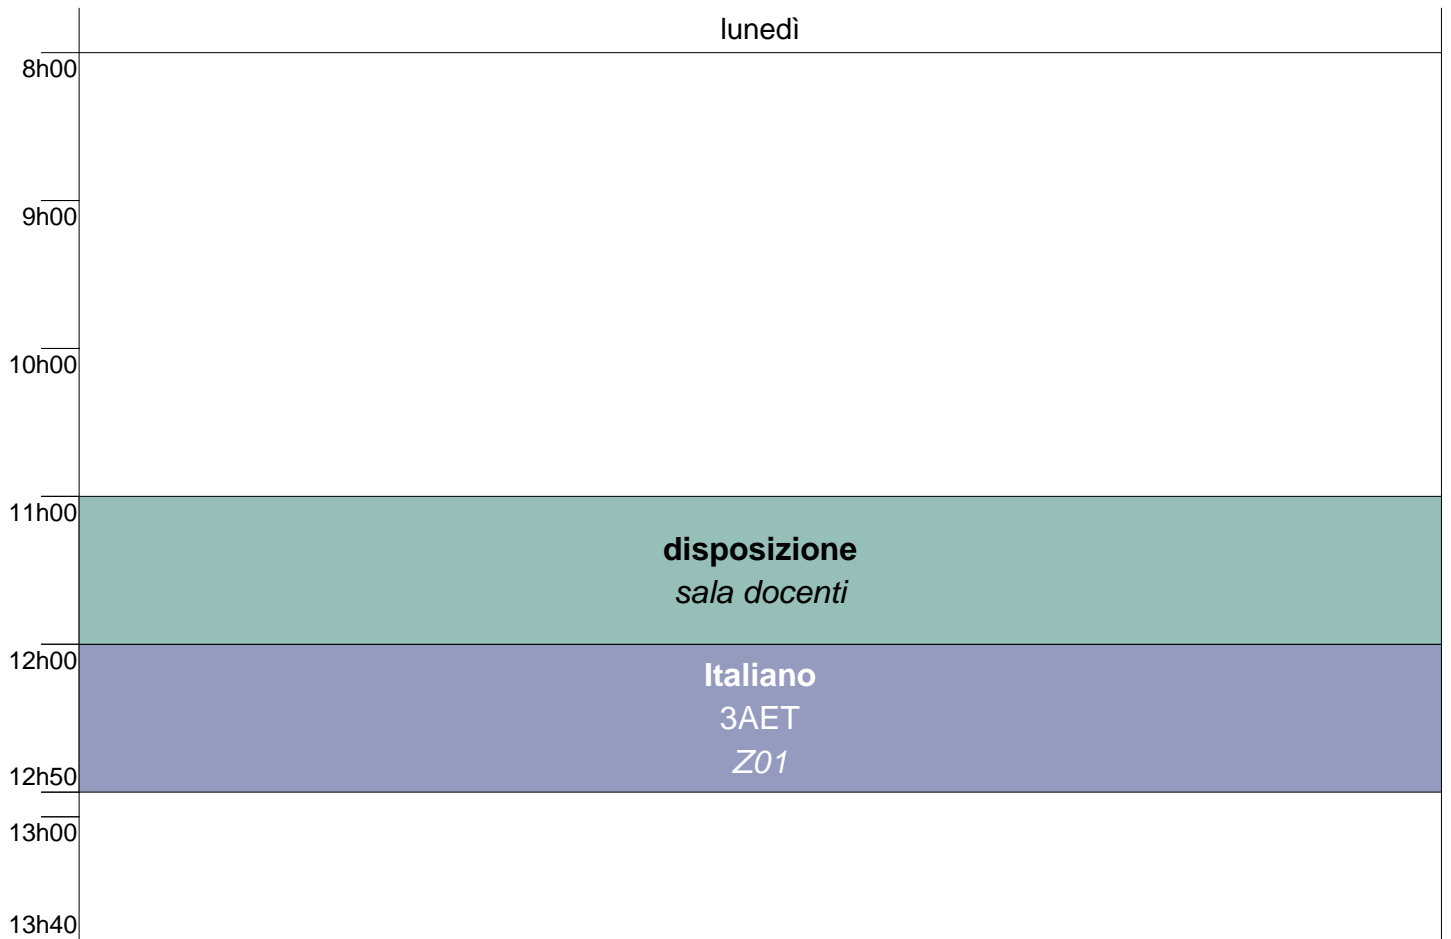 lunedì
8h00
9h00
10h00
11h00
disposizione
sala docenti
12h00
Italiano
3AET
Z01
12h50
13h00
13h40